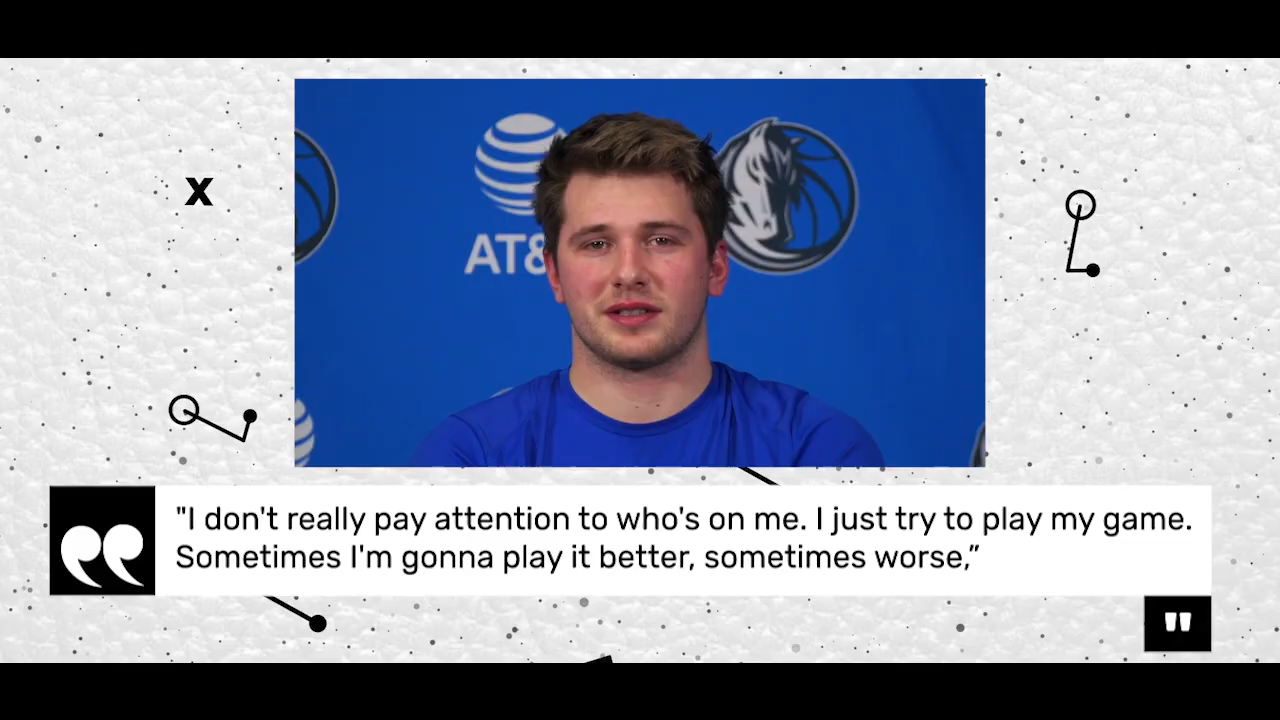 X
AT&
"I don't really pay attention to who's on me. I just try to play my game.
Sometimes I'm gonna play it better, sometimes worse,”